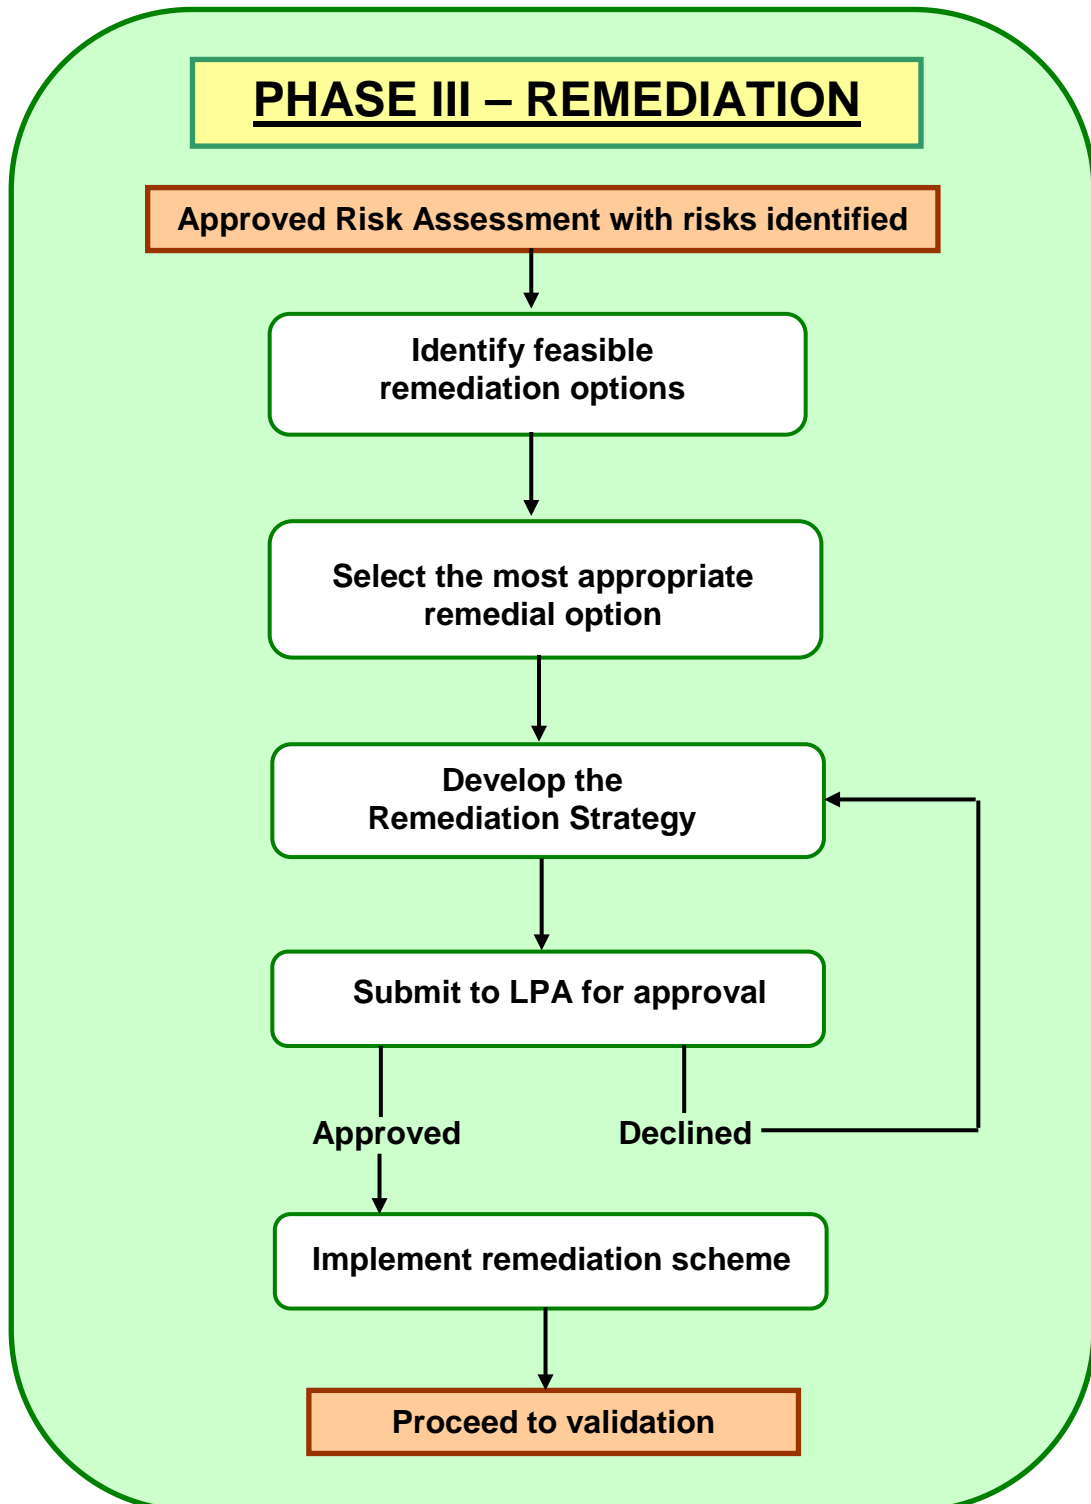 PHASE III – REMEDIATION
Approved Risk Assessment with risks identified
Identify feasible
remediation options
Select the most appropriate
remedial option
Develop the
Remediation Strategy
Submit to LPA for approval
Approved
Declined
Implement remediation scheme
Proceed to validation